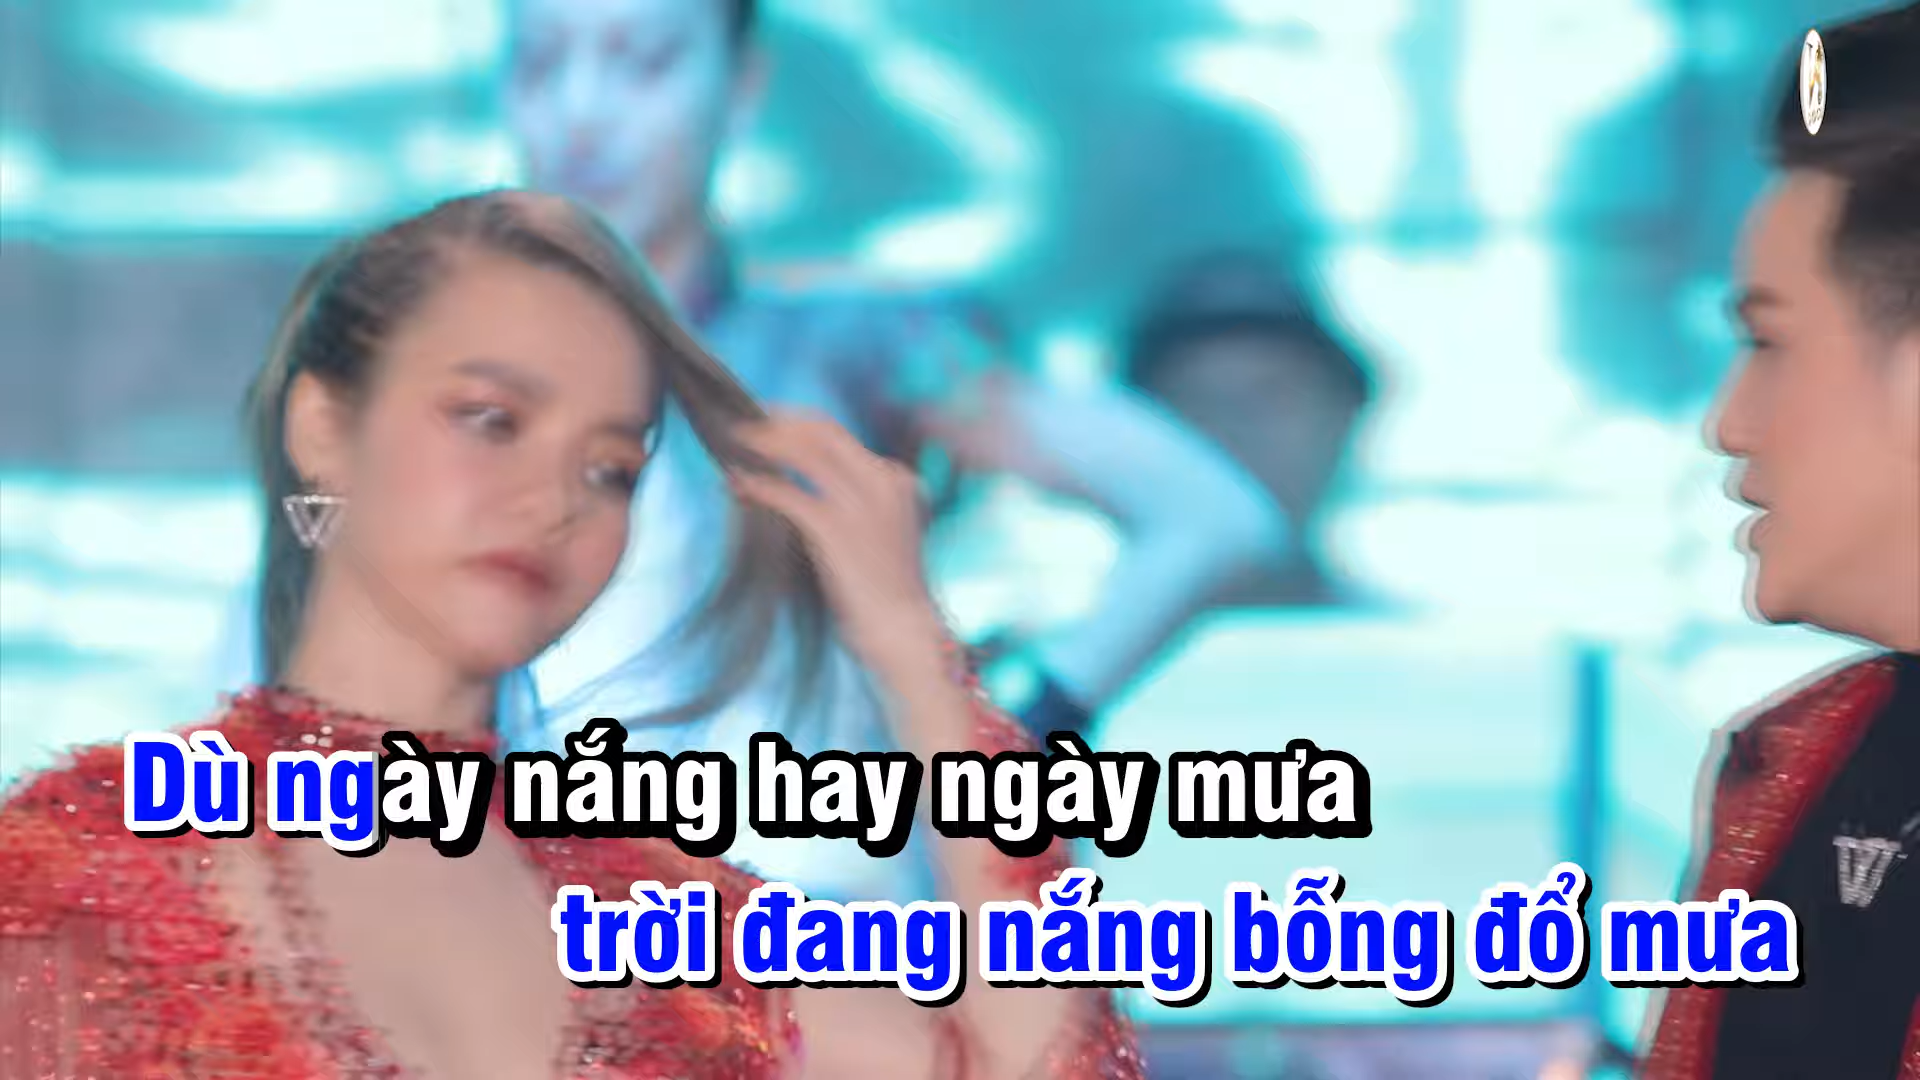 Dù ngày nắng hay ngày mưa
trời đang nắng bỗng đổ mưa